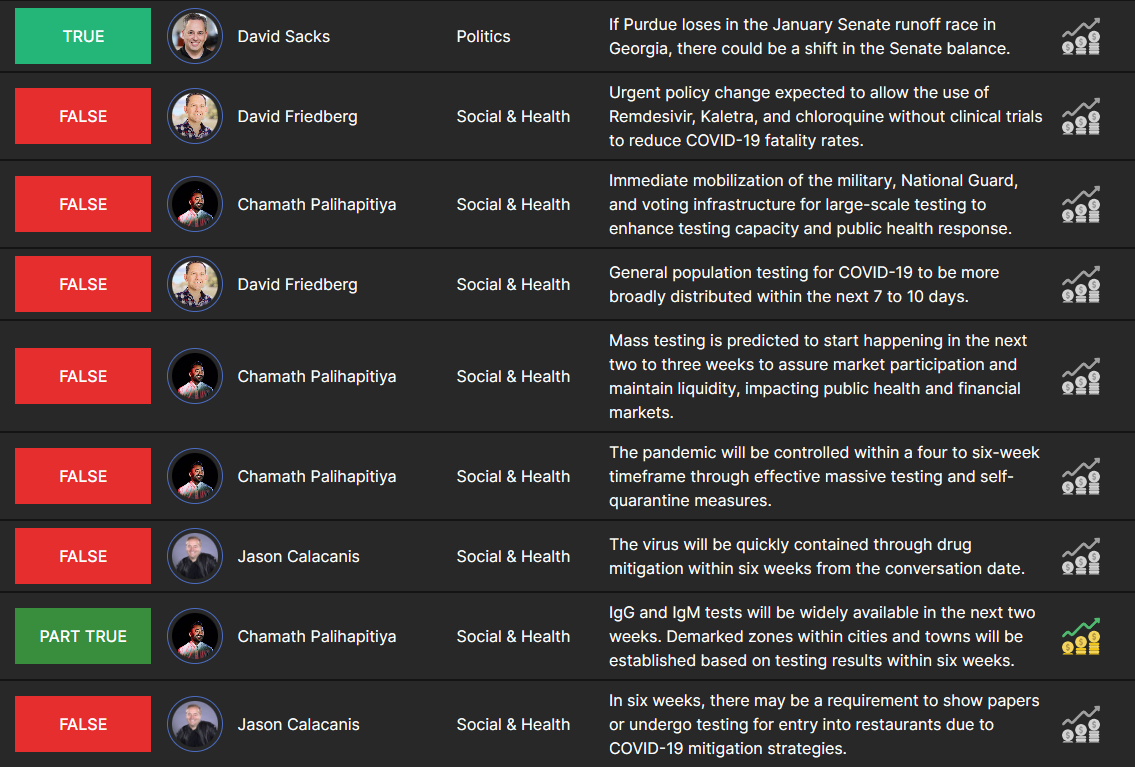 TRUE
David Sacks
Politics
If Purdue loses in the January Senate runoff race in
Georgia, there could be a shift in the Senate balance.
FALSE
David Friedberg
Social & Health
Urgent policy change expected to allow the use of
Remdesivir, Kaletra, and chloroquine without clinical trials
to reduce COVID-19 fatality rates.
FALSE
Chamath Palihapitiya
Social & Health
Immediate mobilization of the military, National Guard,
and voting infrastructure for large-scale testing to
enhance testing capacity and public health response.
FALSE
David Friedberg
Social & Health
General population testing for COVID-19 to be more
broadly distributed within the next 7 to 10 days.
FALSE
Chamath Palihapitiya
Social & Health
Mass testing is predicted to start happening in the next
two to three weeks to assure market participation and
maintain liquidity, impacting public health and financial
markets.
FALSE
Chamath Palihapitiya
Social & Health
The pandemic will be controlled within a four to six-week
timeframe through effective massive testing and self-
quarantine measures.
FALSE
Jason Calacanis
Social & Health
The virus will be quickly contained through drug
mitigation within six weeks from the conversation date.
PART TRUE
Chamath Palihapitiya
Social & Health
IgG and IgM tests will be widely available in the next two
weeks. Demarked zones within cities and towns will be
established based on testing results within six weeks.
FALSE
Jason Calacanis
Social & Health
In six weeks, there may be a requirement to show papers
or undergo testing for entry into restaurants due to
COVID-19 mitigation strategies.